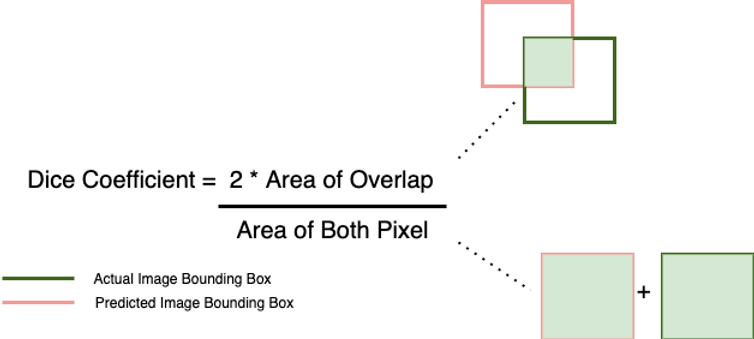 Dice Coefficient = 2 * Area of Overlap
Area of Both Pixel
Actual Image Bounding Box
+
Predicted Image Bounding Box